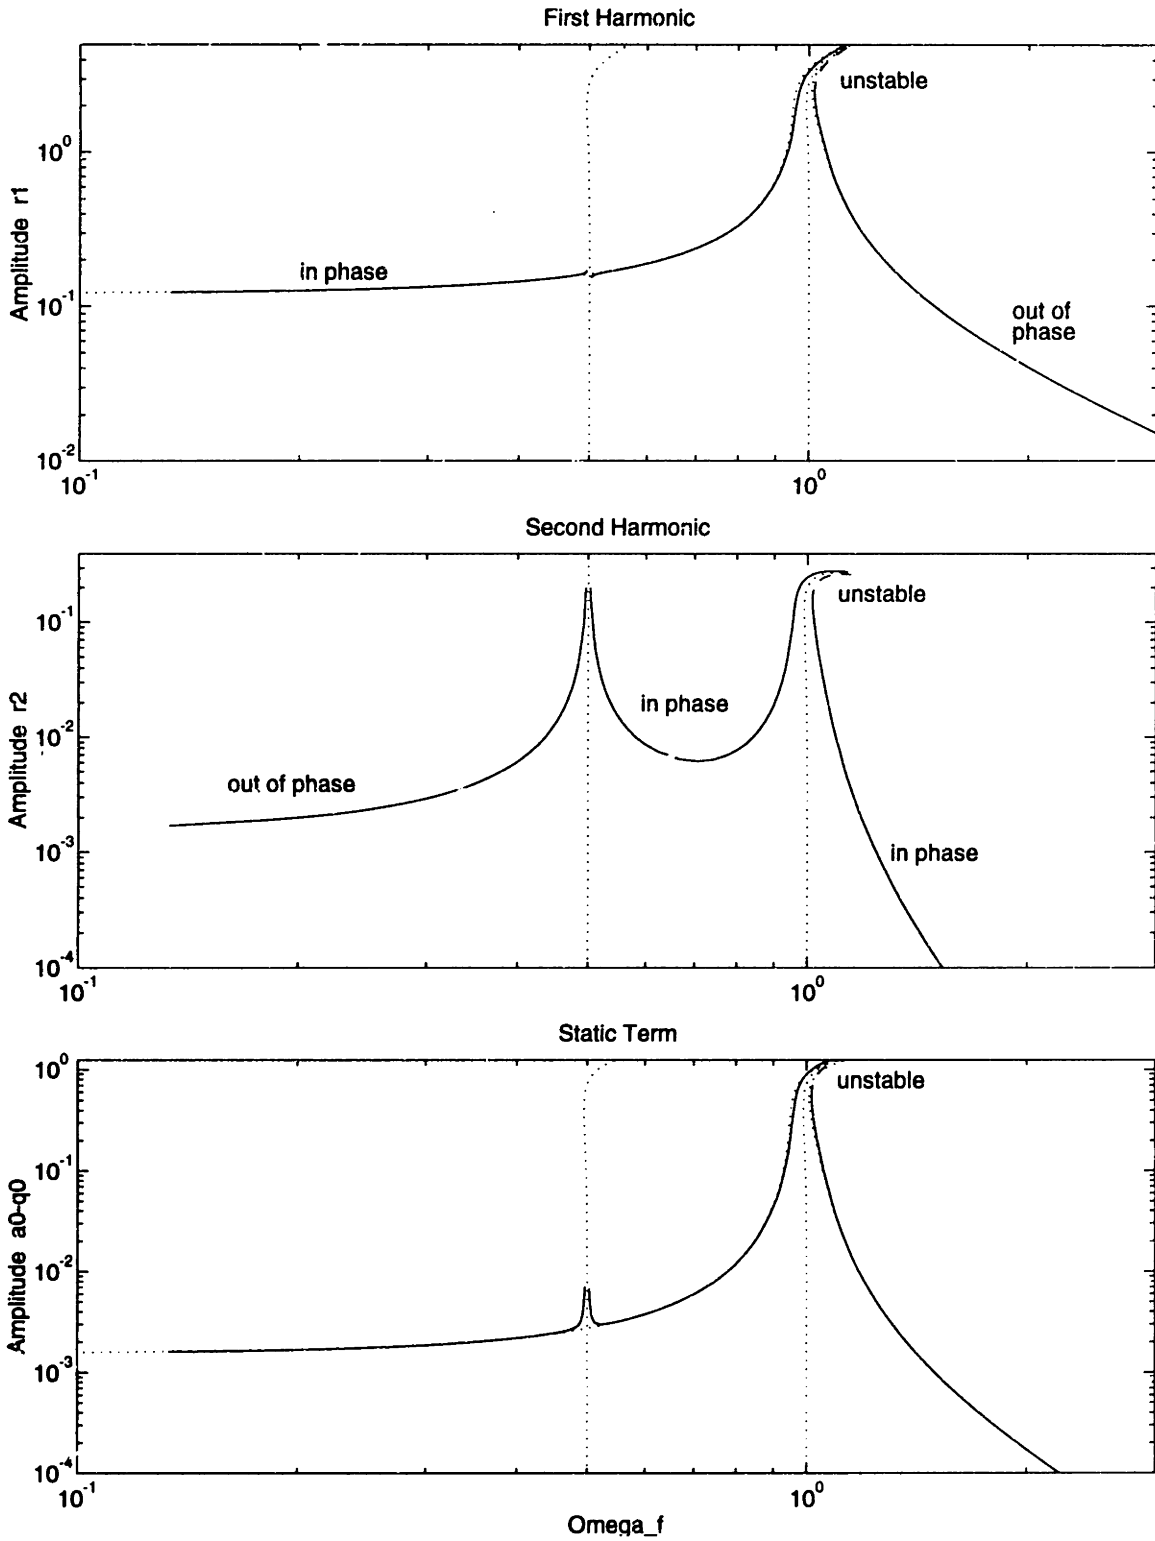 First Harmonic
unstable
10^0
Amplitude r1
in phase
10^-1
out of
phase
10^-2
10^-1
10^0
Second Harmonic
unstable
10^-1
Amplitude r2
in phase
10^-2
out of phase
10^-3
in phase
10^-4
10^-1
10^0
Static Term
10^0
unstable
10^-1
Amplitude a0-q0
10^-2
10^-3
10^-4
10^-1
10^0
Omega_f